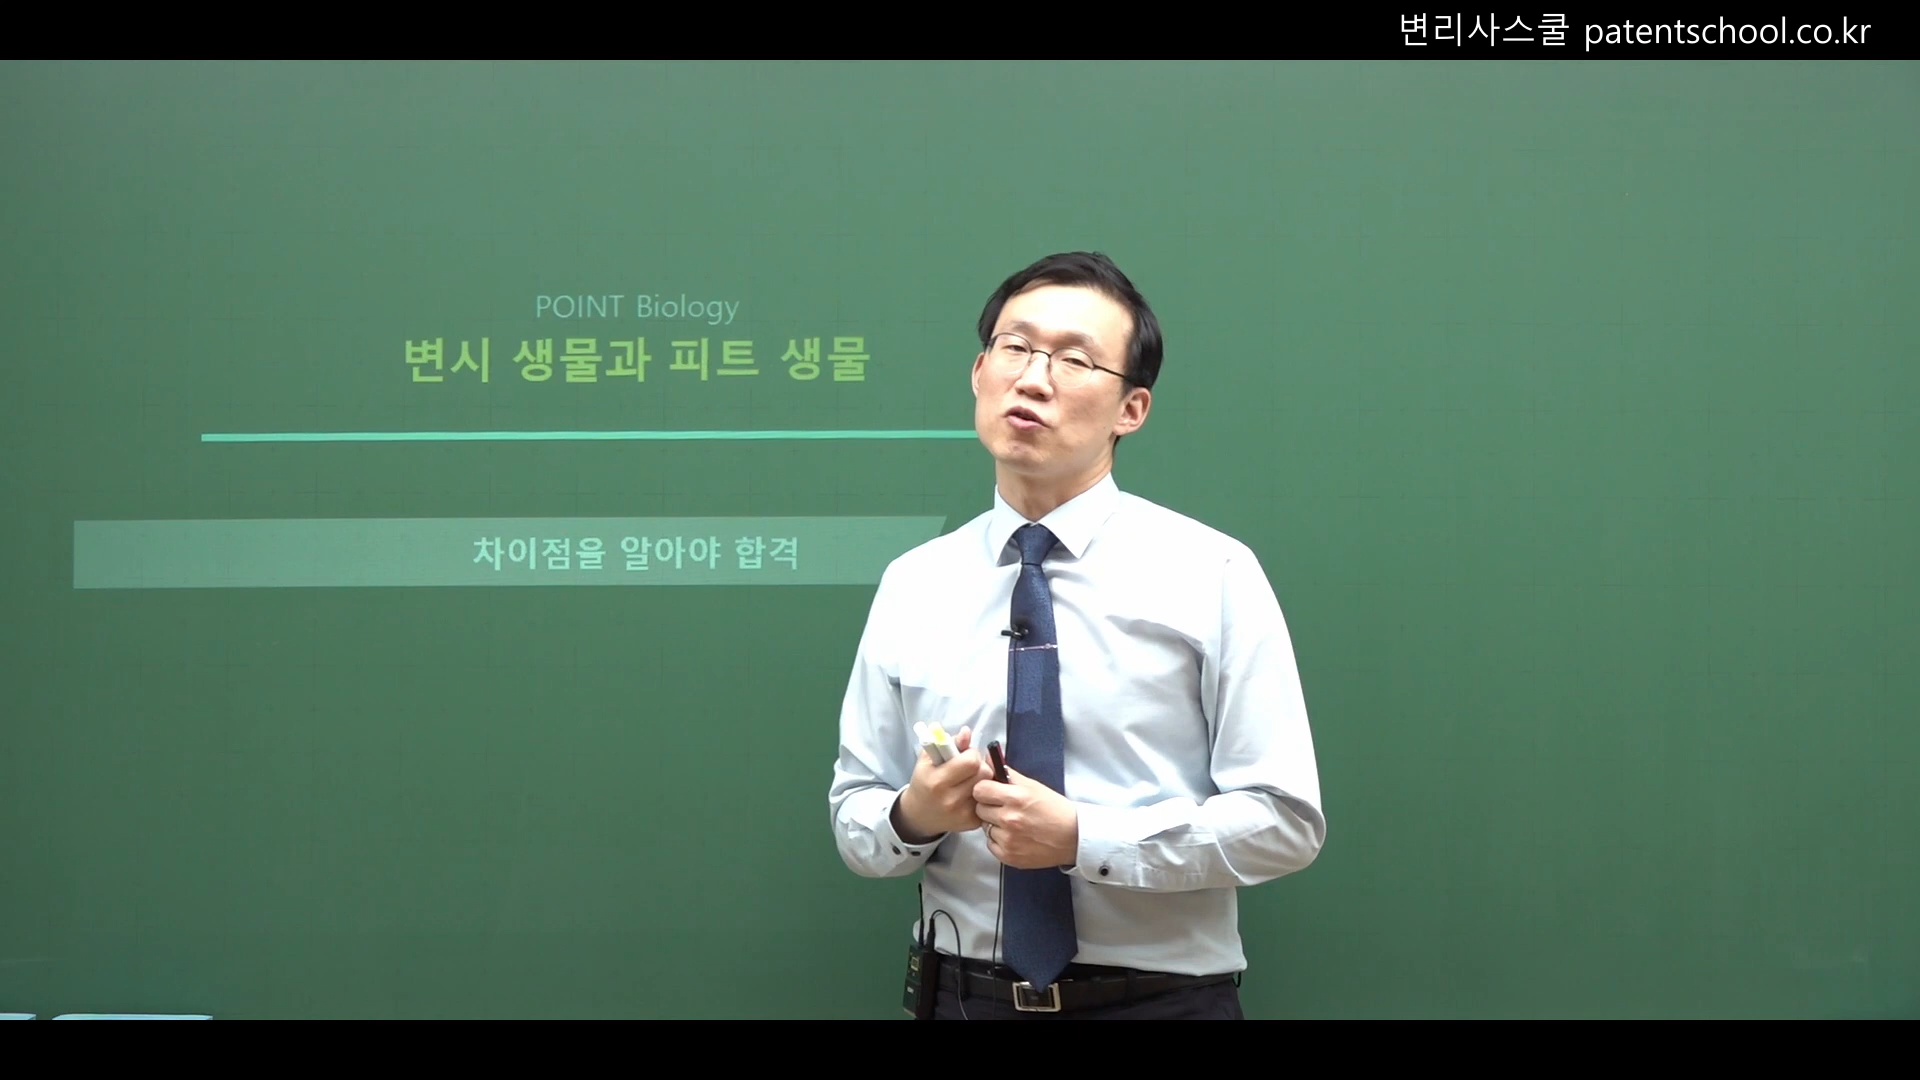 변리사스쿨 patentschool.co.kr
POINT Biology
변시 생물과 피트 생물
차이점을 알아야 합격